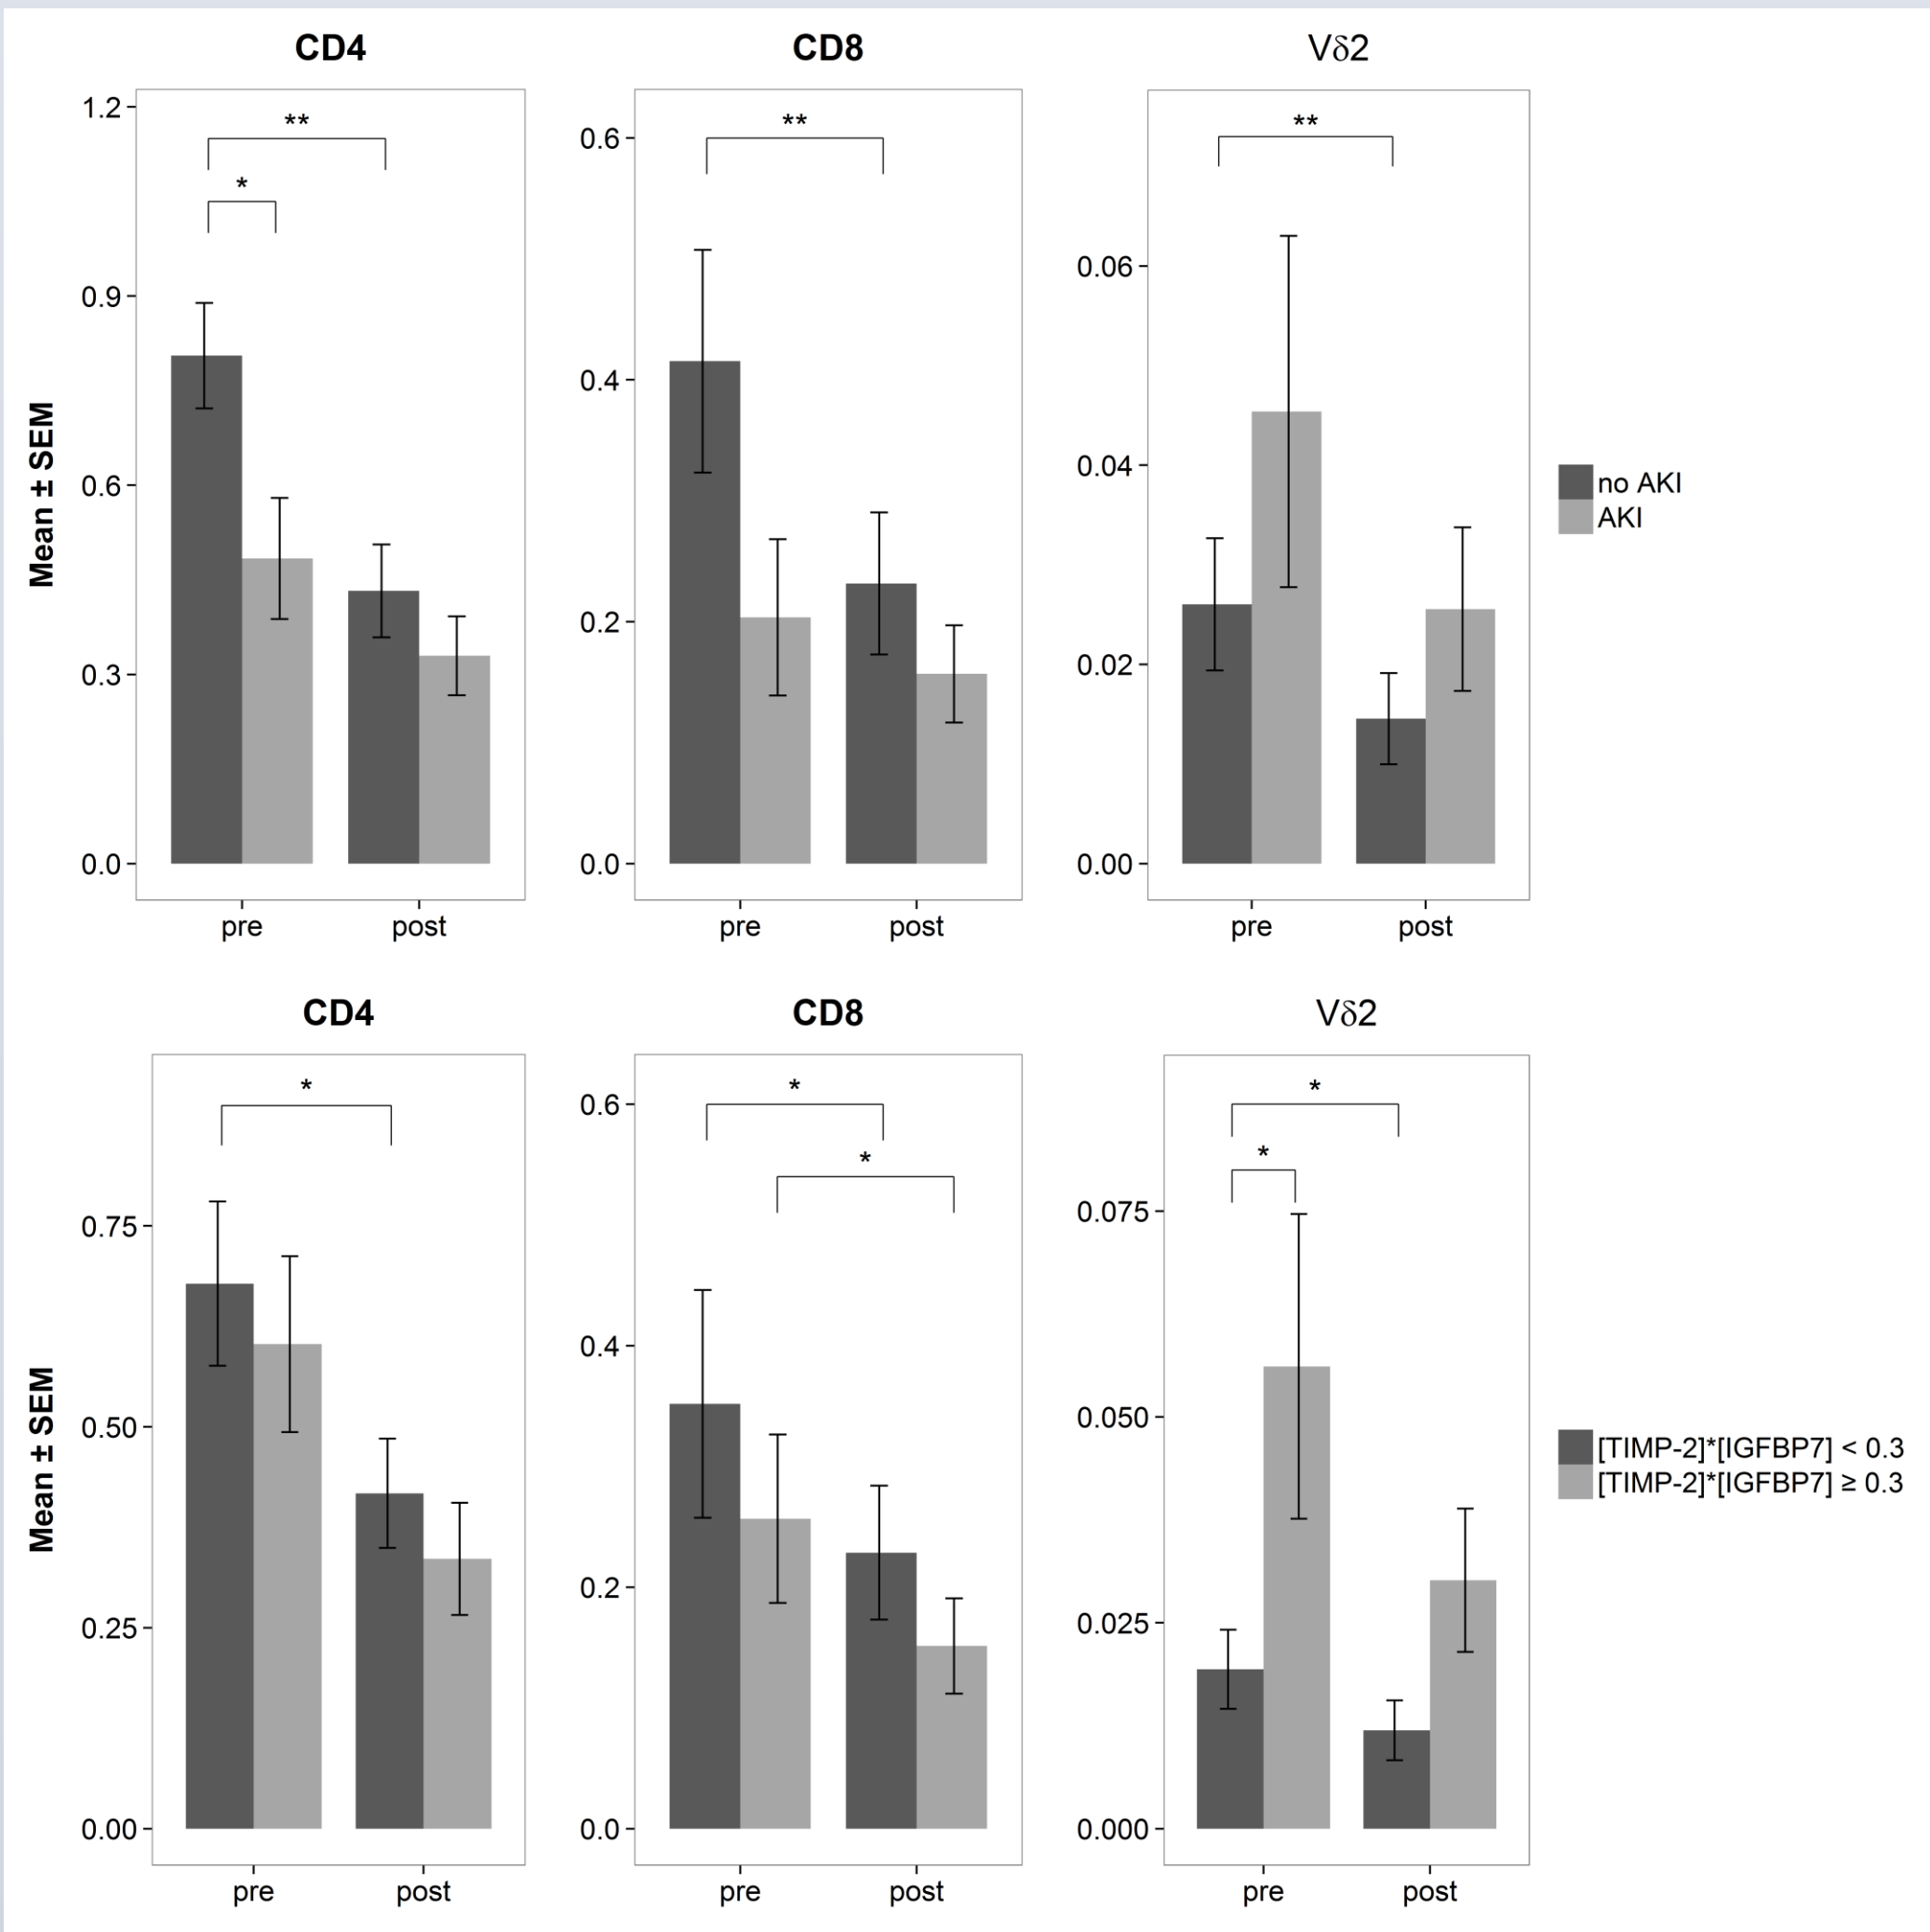 CD4
CD8
Vδ2
Mean ± SEM
1.2
0.9
0.6
0.3
0.0
**
*
pre
post
0.6
0.4
0.2
0.0
**
pre
post
0.06
0.04
0.02
0.00
**
pre
post
no AKI
AKI
CD4
CD8
Vδ2
Mean ± SEM
0.75
0.50
0.25
0.00
*
pre
post
0.6
0.4
0.2
0.0
*
*
pre
post
0.075
0.050
0.025
0.000
*
*
pre
post
[TIMP-2]*[IGFBP7] < 0.3
[TIMP-2]*[IGFBP7] ≥ 0.3